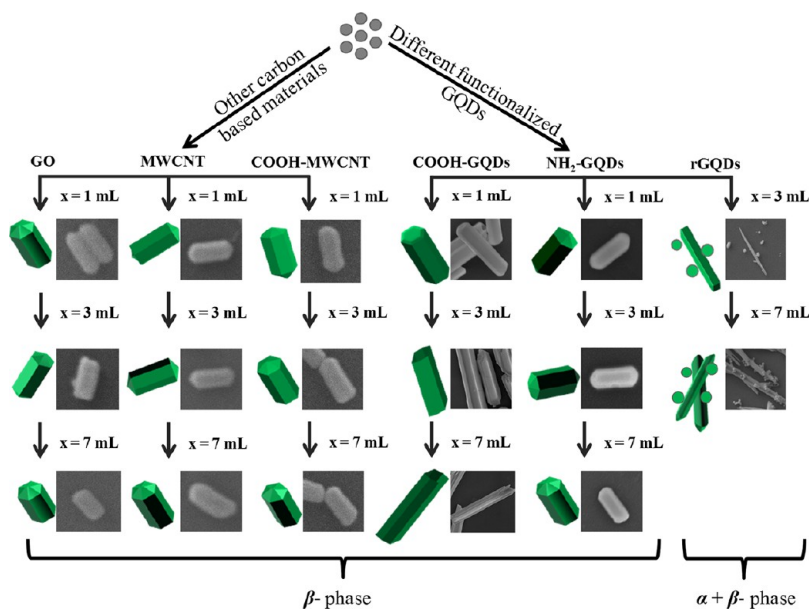 Other carbon
based materials
Different functionalized
GQDs
GO
MWCNT
COOH-MWCNT
COOH-GQDs
NH₂-GQDs
rGQDs
x = 1 mL
x = 1 mL
x = 1 mL
x = 1 mL
x = 1 mL
x = 3 mL
x = 3 mL
x = 3 mL
x = 3 mL
x = 3 mL
x = 3 mL
x = 7 mL
x = 7 mL
x = 7 mL
x = 7 mL
x = 7 mL
x = 7 mL
β- phase
α + β- phase